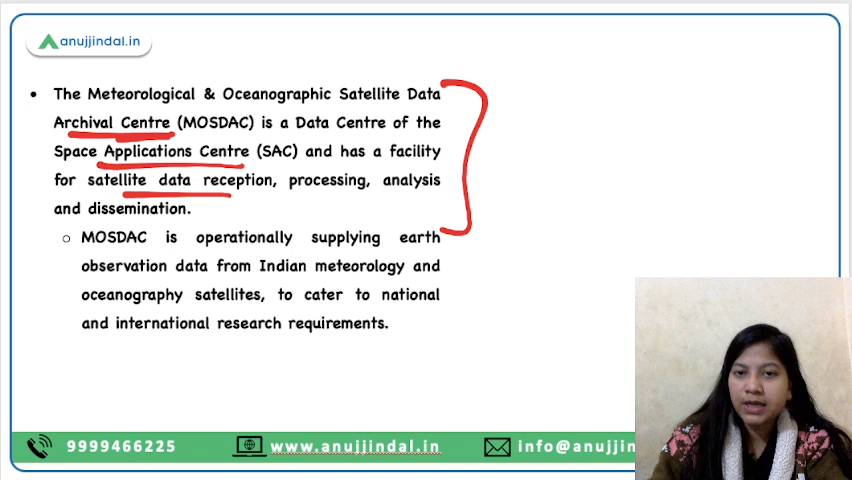 anujjindal.in
• The Meteorological & Oceanographic Satellite Data
Archival Centre (MOSDAC) is a Data Centre of the
Space Applications Centre (SAC) and has a facility
for satellite data reception, processing, analysis
and dissemination.
○ MOSDAC is operationally supplying earth
observation data from Indian meteorology and
oceanography satellites, to cater to national
and international research requirements.
9999466225 www.anujjindal.in info@anujjin